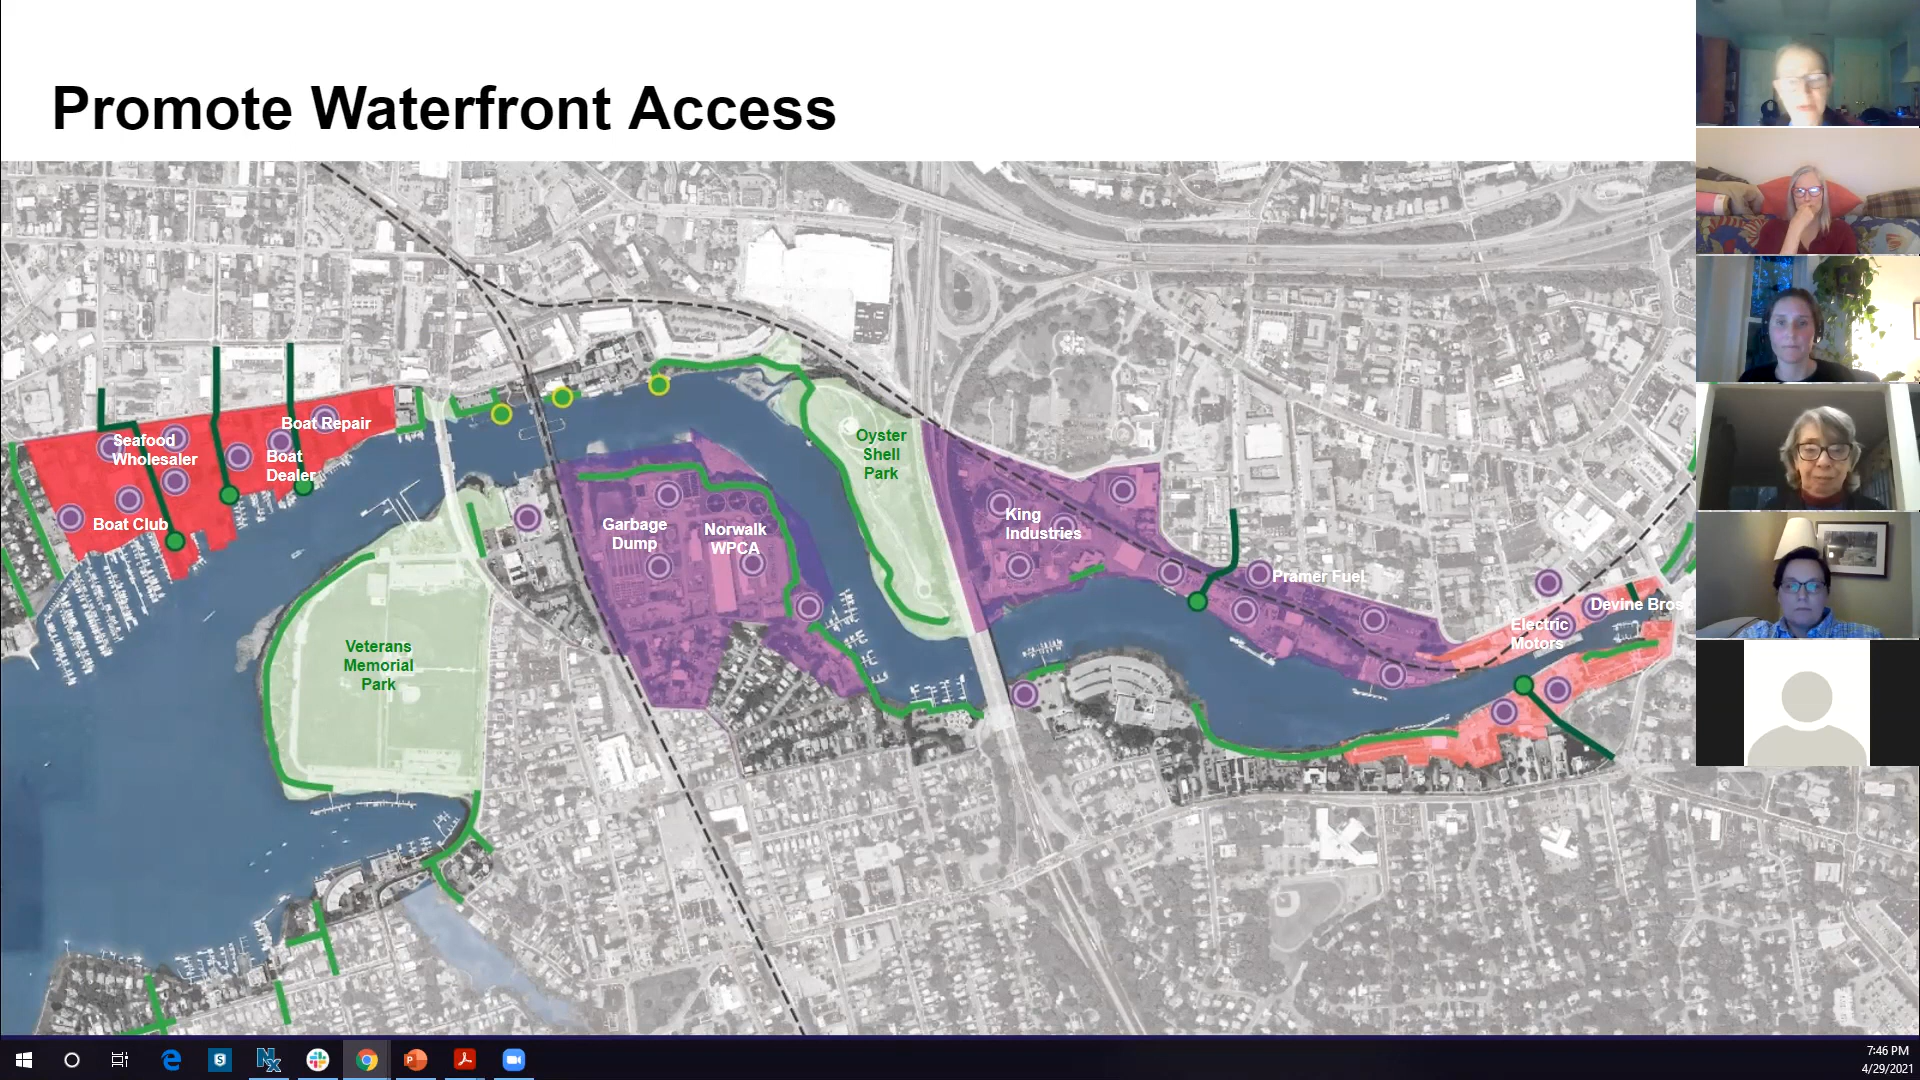 Promote Waterfront Access
Boat Repair
Seafood
Wholesaler
Boat
Dealer
Boat Club
Oyster
Shell
Park
Garbage
Dump
Norwalk
WPCA
King
Industries
Pramer Fuel
Devine Bros
Electric
Motors
Veterans
Memorial
Park
7:46 PM
4/29/2021